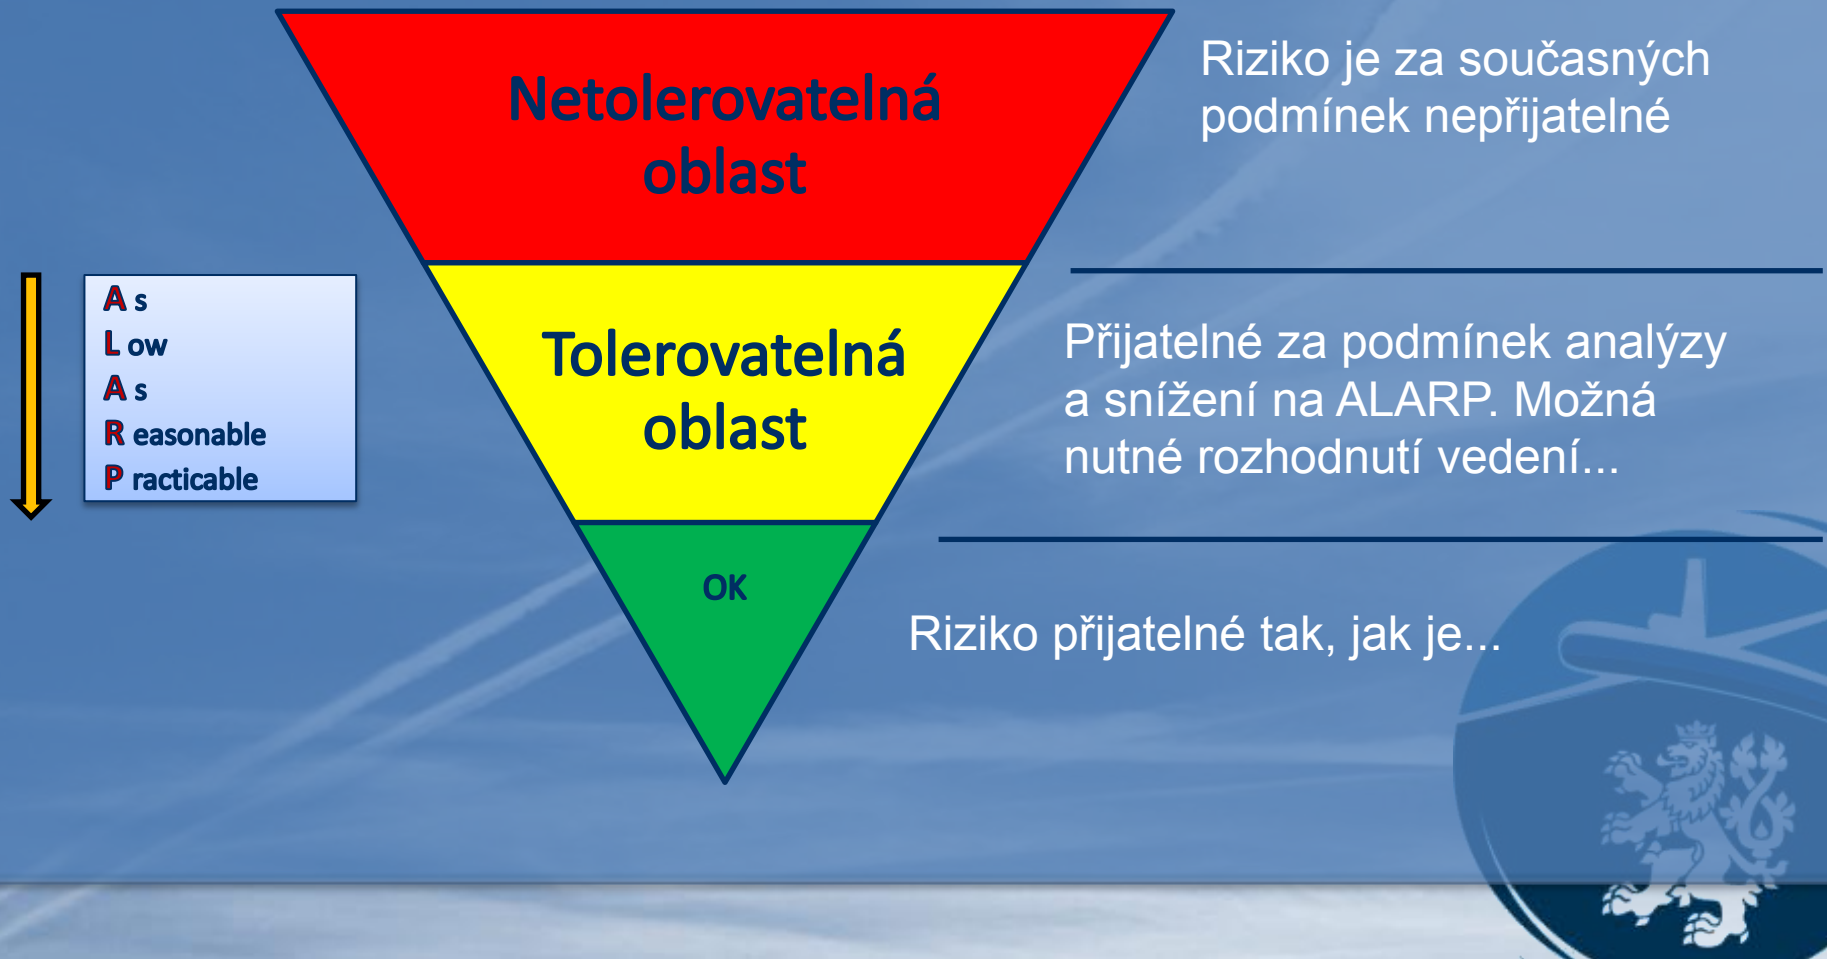 Netolerovatelná
oblast
Riziko je za současných
podmínek nepřijatelné
A s
L ow
A s
R easonable
P racticable
Tolerovatelná
oblast
Přijatelné za podmínek analýzy
a snížení na ALARP. Možná
nutné rozhodnutí vedení...
OK
Riziko přijatelné tak, jak je...